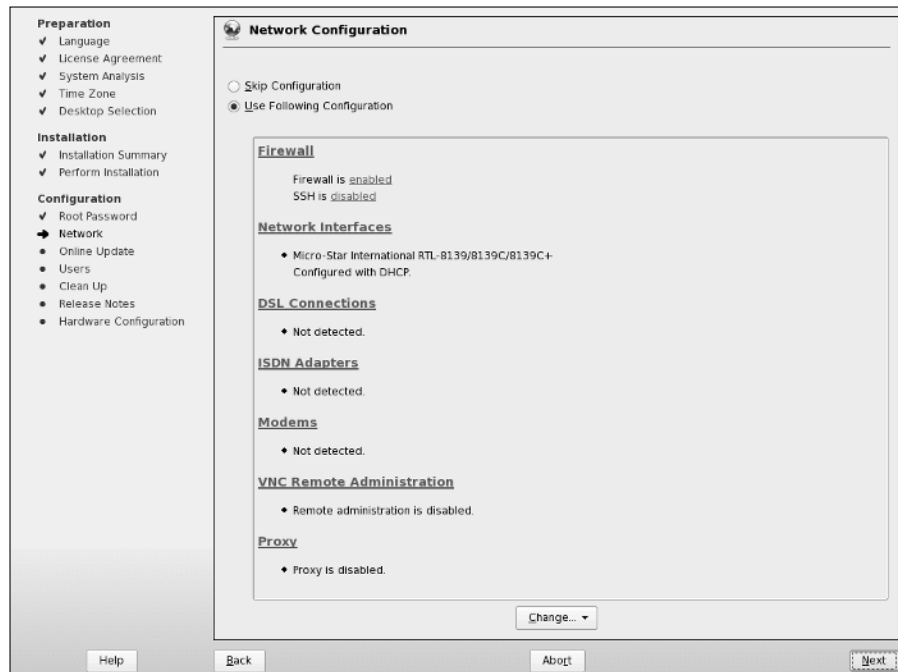 Preparation
Language
License Agreement
System Analysis
Time Zone
Desktop Selection
Installation
Installation Summary
Perform Installation
Configuration
Root Password
Network
Online Update
Users
Clean Up
Release Notes
Hardware Configuration
Network Configuration
Skip Configuration
Use Following Configuration
Firewall
Firewall is enabled
SSH is disabled
Network Interfaces
Micro-Star International RTL-8139/8139C/8139C+
Configured with DHCP.
DSL Connections
Not detected.
ISDN Adapters
Not detected.
Modems
Not detected.
VNC Remote Administration
Remote administration is disabled.
Proxy
Proxy is disabled.
Change...
Help
Back
Abort
Next